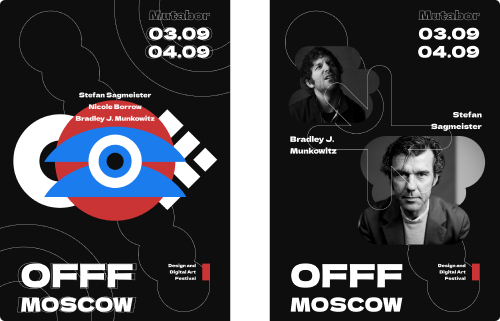 Mutabor
03.09
04.09
Stefan Sagmeister
Nicole Borrow
Bradley J. Munkowitz
OFFF
MOSCOW
Design and
Digital Art
Festival
Mutabor
03.09
04.09
Stefan
Sagmeister
Bradley J.
Munkowitz
OFFF
MOSCOW
Design and
Digital Art
Festival